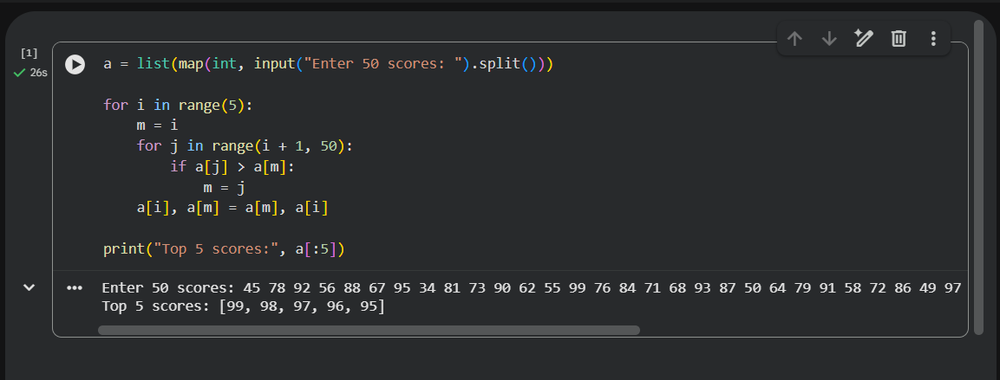 [1]
26s
a = list(map(int, input("Enter 50 scores: ").split()))
for i in range(5):
    m = i
    for j in range(i + 1, 50):
        if a[j] > a[m]:
            m = j
    a[i], a[m] = a[m], a[i]
print("Top 5 scores:", a[:5])
Enter 50 scores: 45 78 92 56 88 67 95 34 81 73 90 62 55 99 76 84 71 68 93 87 50 64 79 91 58 72 86 49 97
Top 5 scores: [99, 98, 97, 96, 95]